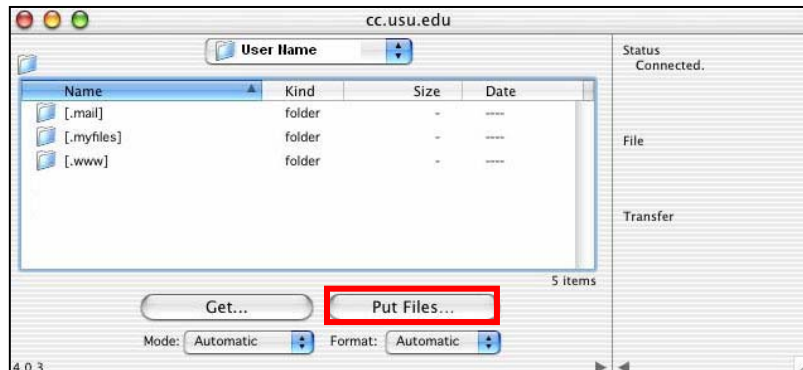 cc.usu.edu
User Name
Status
Connected.
Name Kind Size Date
[.mail] folder - ----
[.myfiles] folder - ----
[.www] folder - ----
File
Transfer
5 items
Get... Put Files...
Mode: Automatic Format: Automatic
4.0.3